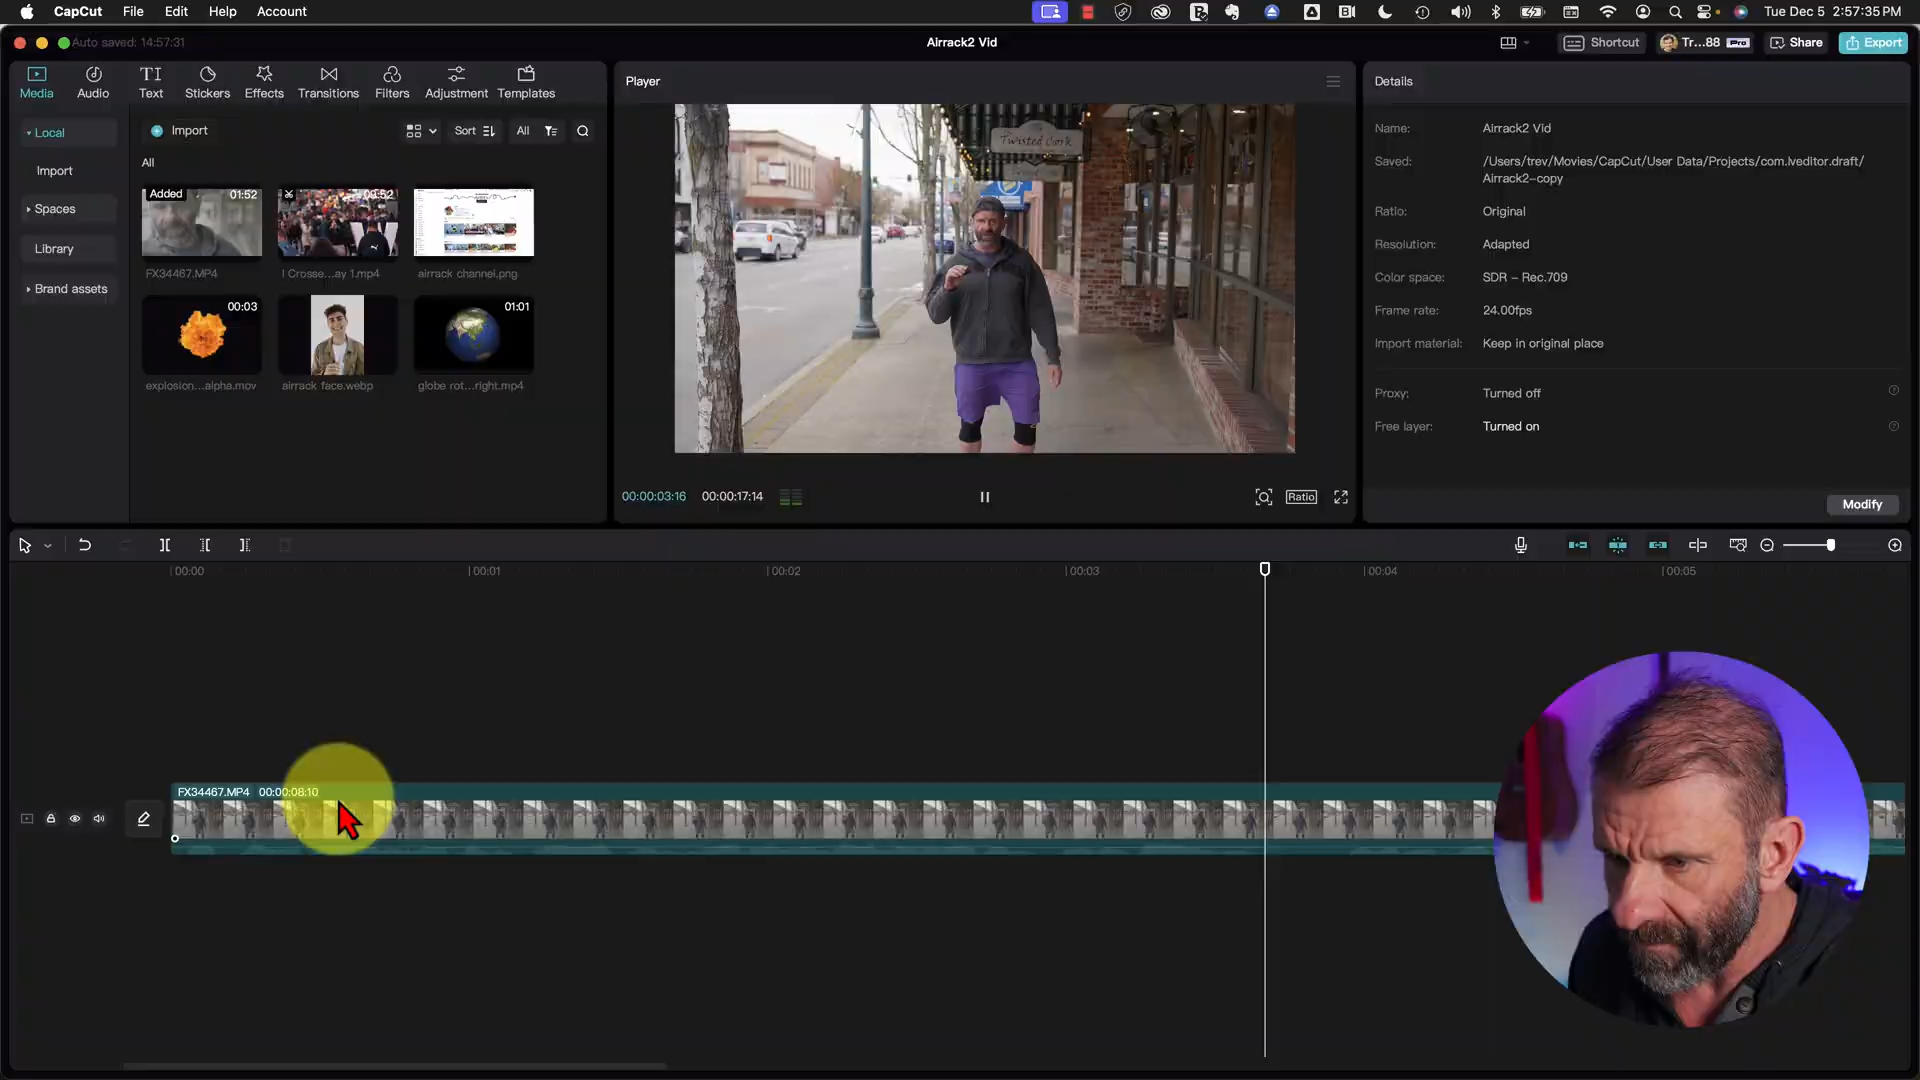 CapCut File Edit Help Account
Tue Dec 5 2:57:35 PM
Auto saved: 14:57:31
Airrack2 Vid
Shortcut
Tr...88 Pro
Share
Export
Media
Audio
TI
Text
Stickers
Effects
Transitions
Filters
Adjustment
Templates
Local
Import
Spaces
Library
Brand assets
Import
Sort
All
All
Added 01:52
FX34467.MP4
00:52
I Crosse...ay 1.mp4
airrack channel.png
00:03
explosion...alpha.mov
airrack face.webp
01:01
globe rot...right.mp4
Player
Twisted Cork
00:00:03:16 00:00:17:14
Ratio
Details
Name: Airrack2 Vid
Saved: /Users/trev/Movies/CapCut/User Data/Projects/com.lveditor.draft/
Airrack2-copy
Ratio: Original
Resolution: Adapted
Color space: SDR - Rec.709
Frame rate: 24.00fps
Import material: Keep in original place
Proxy: Turned off
Free layer: Turned on
Modify
00:00 00:01 00:02 00:03 00:04 00:05
FX34467.MP4 00:00:08:10